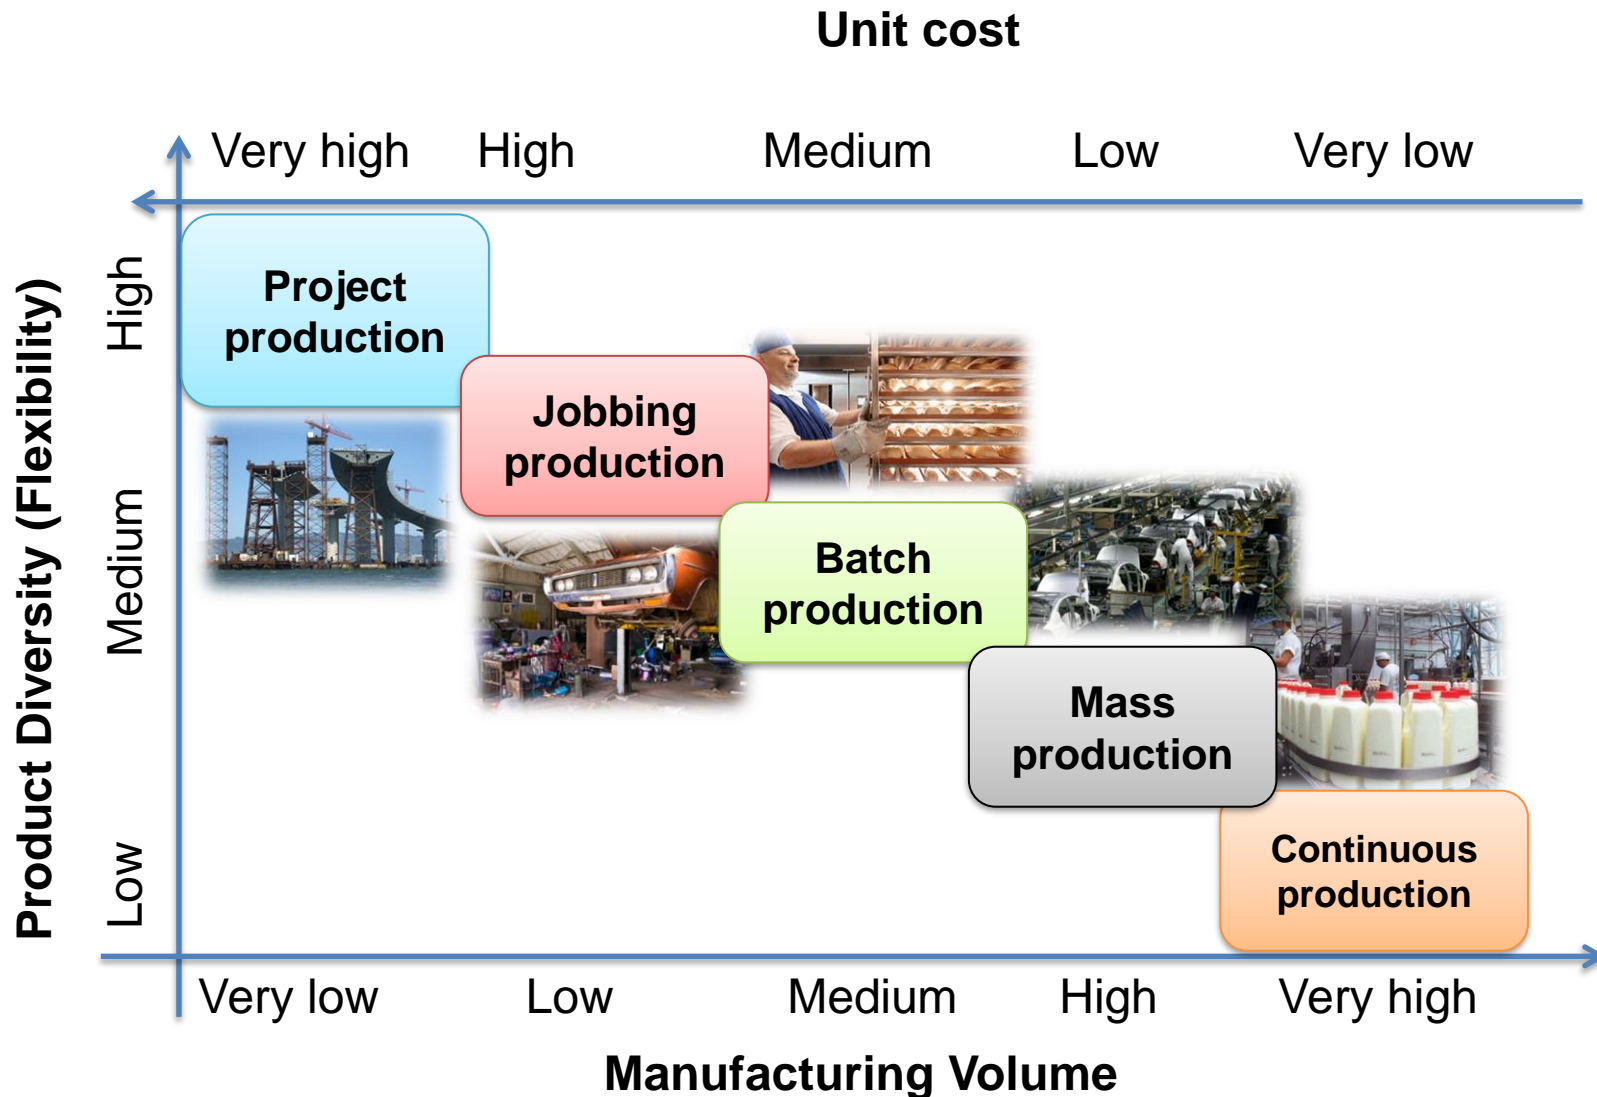 Unit cost
Very high
High
Medium
Low
Very low
Product Diversity (Flexibility)
High
Medium
Low
Project
production
Jobbing
production
Batch
production
Mass
production
Continuous
production
Very low
Low
Medium
High
Very high
Manufacturing Volume